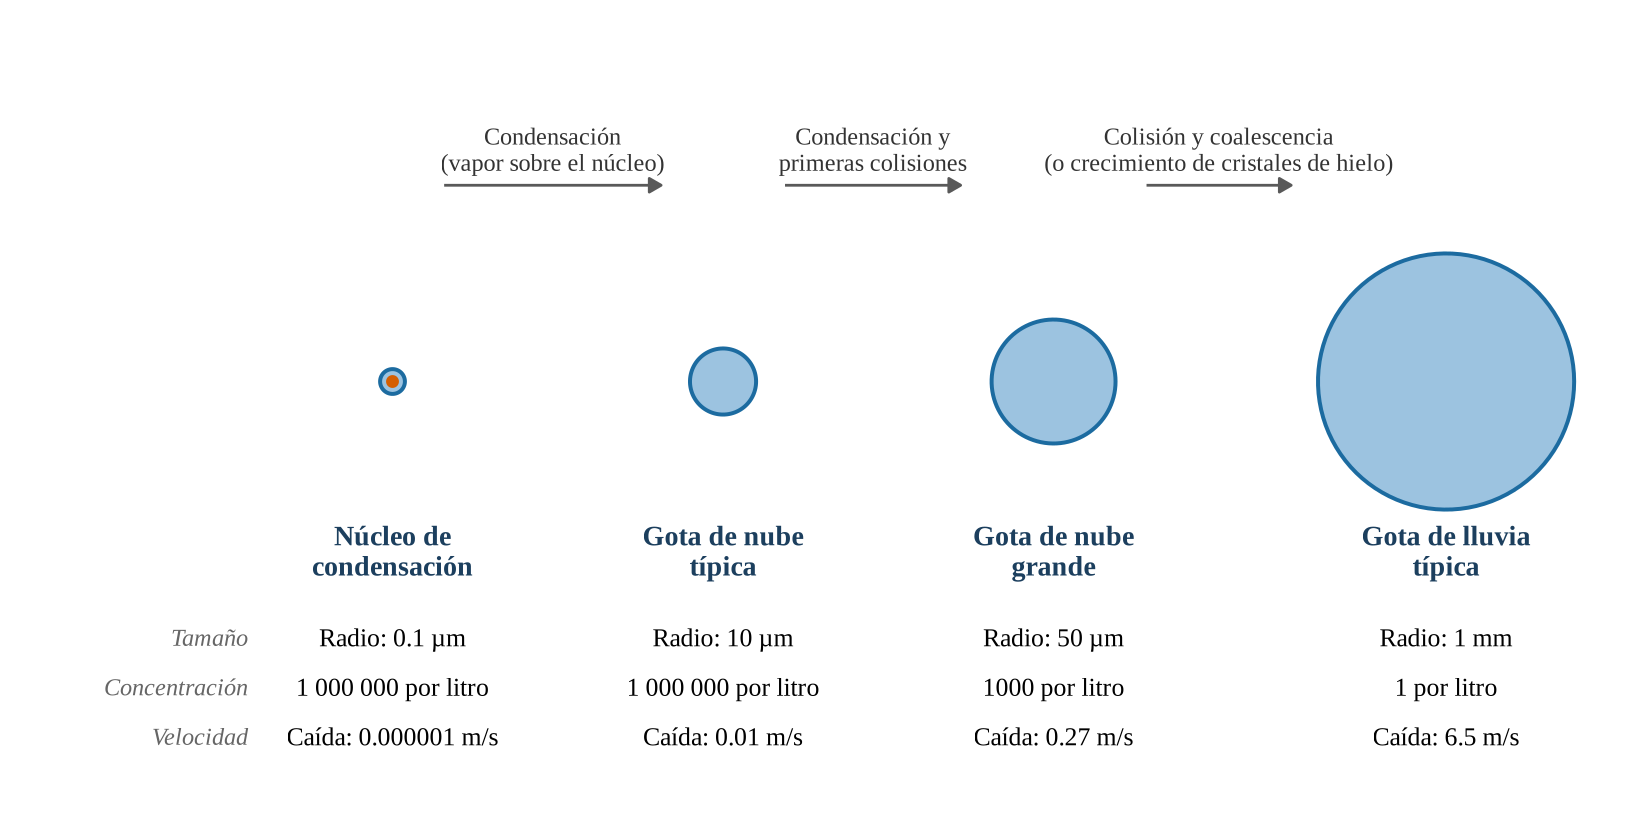 Condensación
(vapor sobre el núcleo)
Condensación y
primeras colisiones
Colisión y coalescencia
(o crecimiento de cristales de hielo)
Núcleo de
condensación
Gota de nube
típica
Gota de nube
grande
Gota de lluvia
típica
Tamaño Radio: 0.1 µm Radio: 10 µm Radio: 50 µm Radio: 1 mm
Concentración 1 000 000 por litro 1 000 000 por litro 1000 por litro 1 por litro
Velocidad Caída: 0.000001 m/s Caída: 0.01 m/s Caída: 0.27 m/s Caída: 6.5 m/s